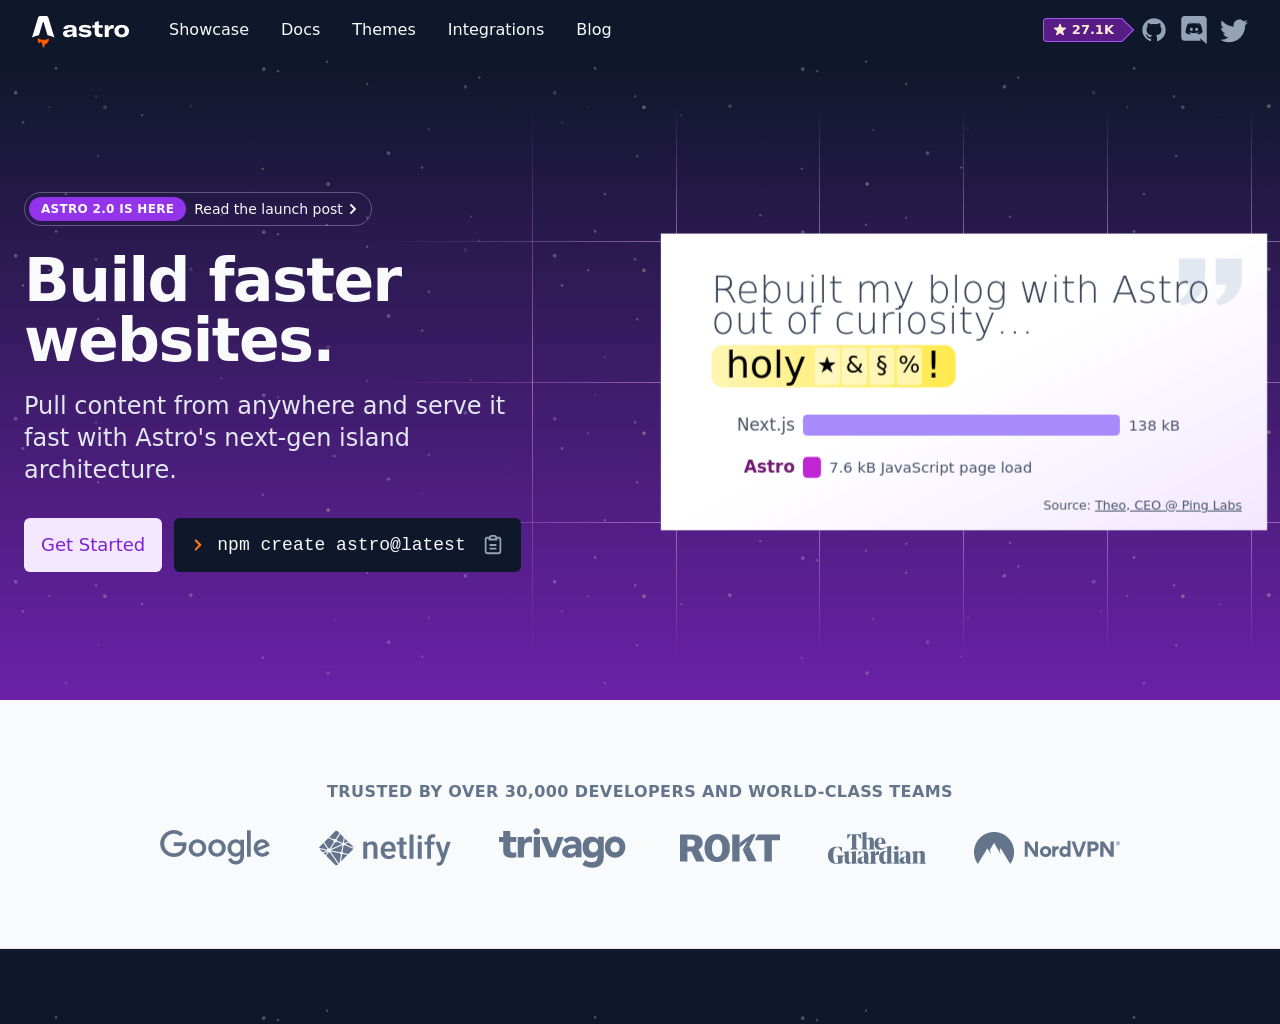 astro Showcase Docs Themes Integrations Blog ★ 27.1K
ASTRO 2.0 IS HERE Read the launch post
Build faster
websites.
Pull content from anywhere and serve it
fast with Astro's next-gen island
architecture.
Get Started
npm create astro@latest
Rebuilt my blog with Astro
out of curiosity...
holy ★&§%!
Next.js 138 kB
Astro 7.6 kB JavaScript page load
Source: Theo, CEO @ Ping Labs
TRUSTED BY OVER 30,000 DEVELOPERS AND WORLD-CLASS TEAMS
Google netlify trivago ROKT The Guardian NordVPN